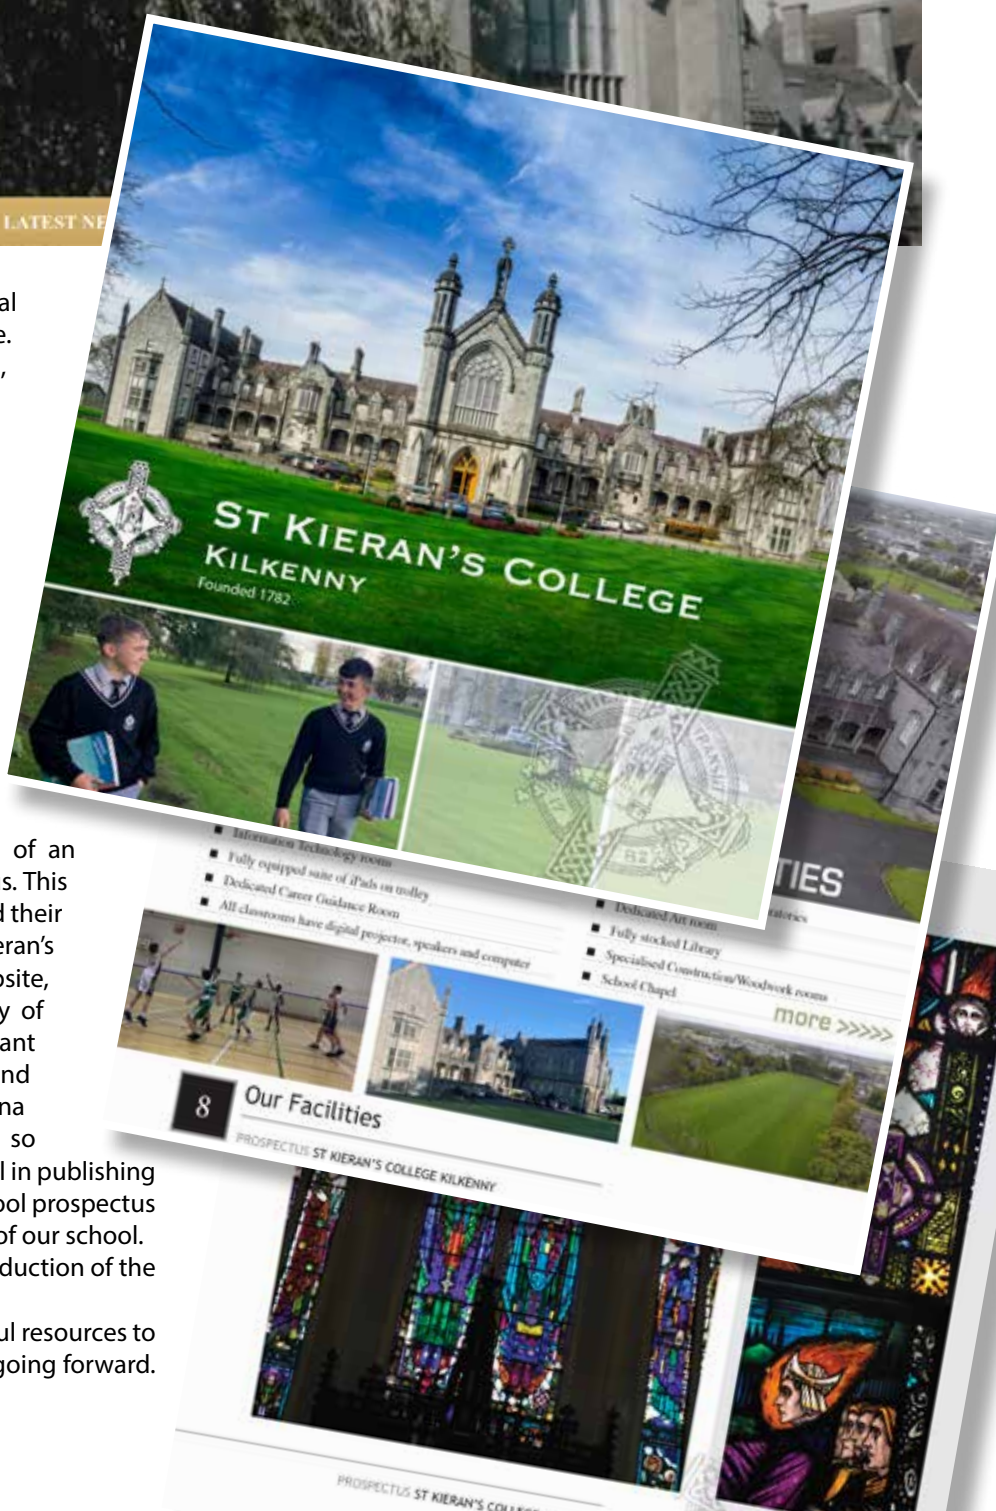 LATEST NE
al
e.
,
ST KIERAN'S COLLEGE
KILKENNY
Founded 1782
of an
s. This
d their
eran's
site,
y of
ant
nd
na
so
l in publishing
ool prospectus
of our school.
duction of the
ul resources to
going forward.
TIES
Information Technology rooms
Fully equipped suite of iPads on trolley
Dedicated Career Guidance Room
All classrooms have digital projector, speakers and computer
ratories
Dedicated Art room
Fully stocked Library
Specialised Construction/Woodwork rooms
School Chapel
more >>>>>
8 Our Facilities
PROSPECTUS ST KIERAN'S COLLEGE KILKENNY
PROSPECTUS ST KIERAN'S COLLEGE